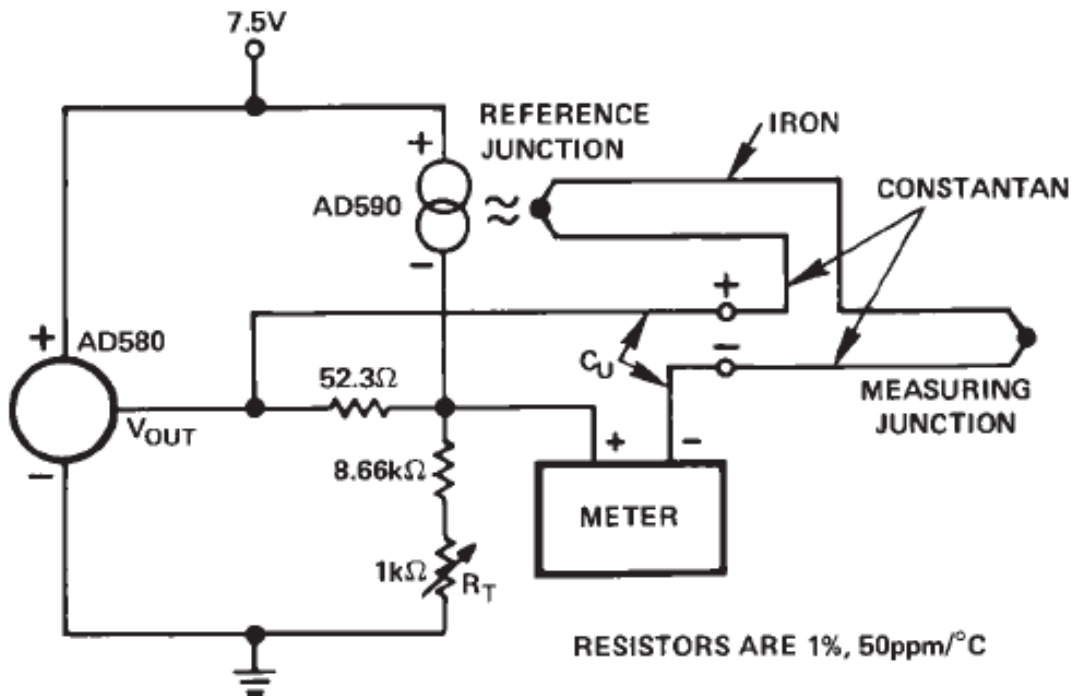 7.5V
REFERENCE
JUNCTION
IRON
+
CONSTANTAN
AD590
−
+
+
AD580
−
CU
52.3Ω
VOUT
MEASURING
JUNCTION
−
+
−
8.66kΩ
METER
1kΩ
RT
RESISTORS ARE 1%, 50ppm/°C